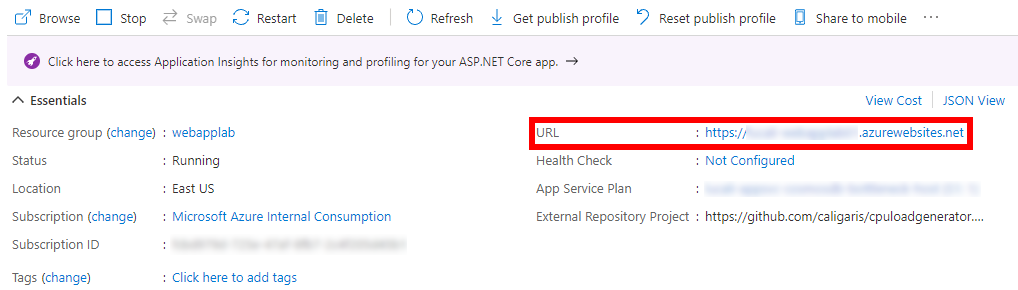 Browse Stop Swap Restart Delete Refresh Get publish profile Reset publish profile Share to mobile ...
Click here to access Application Insights for monitoring and profiling for your ASP.NET Core app. →
Essentials View Cost JSON View
Resource group (change) : webapplab URL : https:// .azurewebsites.net
Status : Running Health Check : Not Configured
Location : East US App Service Plan :
Subscription (change) : Microsoft Azure Internal Consumption External Repository Project : https://github.com/caligaris/cpuloadgenerator....
Subscription ID :
Tags (change) : Click here to add tags